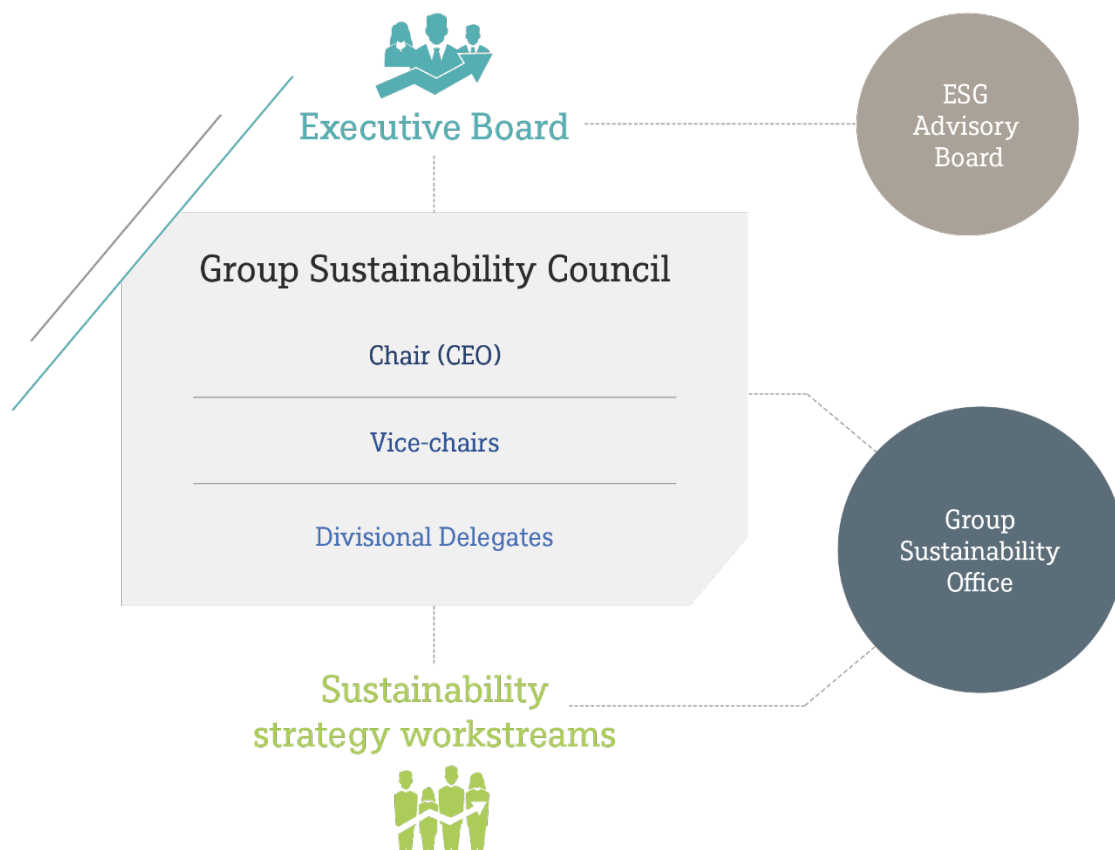 Executive Board
ESG
Advisory
Board
Group Sustainability Council
Chair (CEO)
Vice-chairs
Divisional Delegates
Group
Sustainability
Office
Sustainability
strategy workstreams